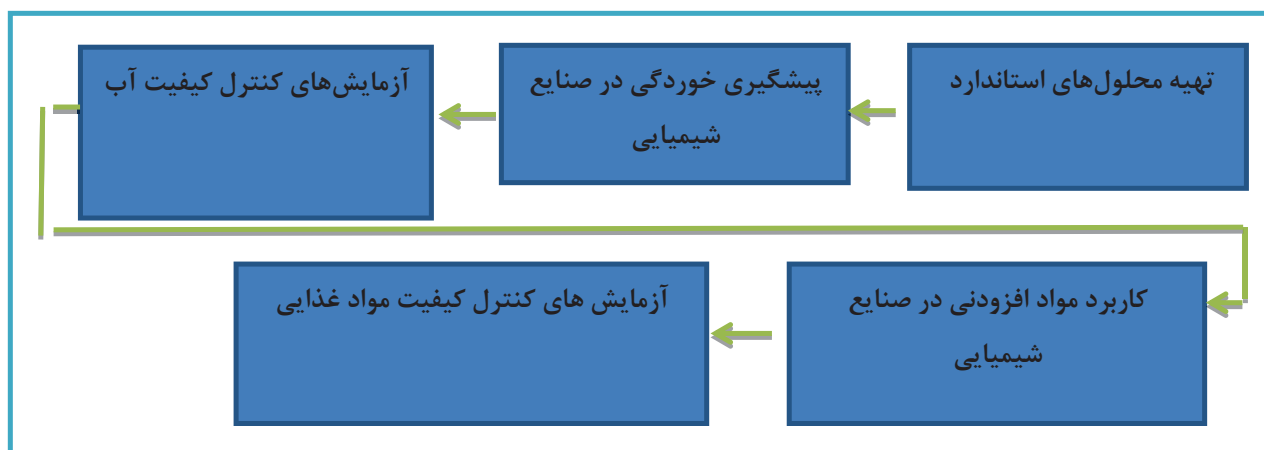 تهیه محلول‌های استاندارد
پیشگیری خوردگی در صنایع
شیمیایی
آزمایش‌های کنترل کیفیت آب
کاربرد مواد افزودنی در صنایع
شیمیایی
آزمایش های کنترل کیفیت مواد غذایی